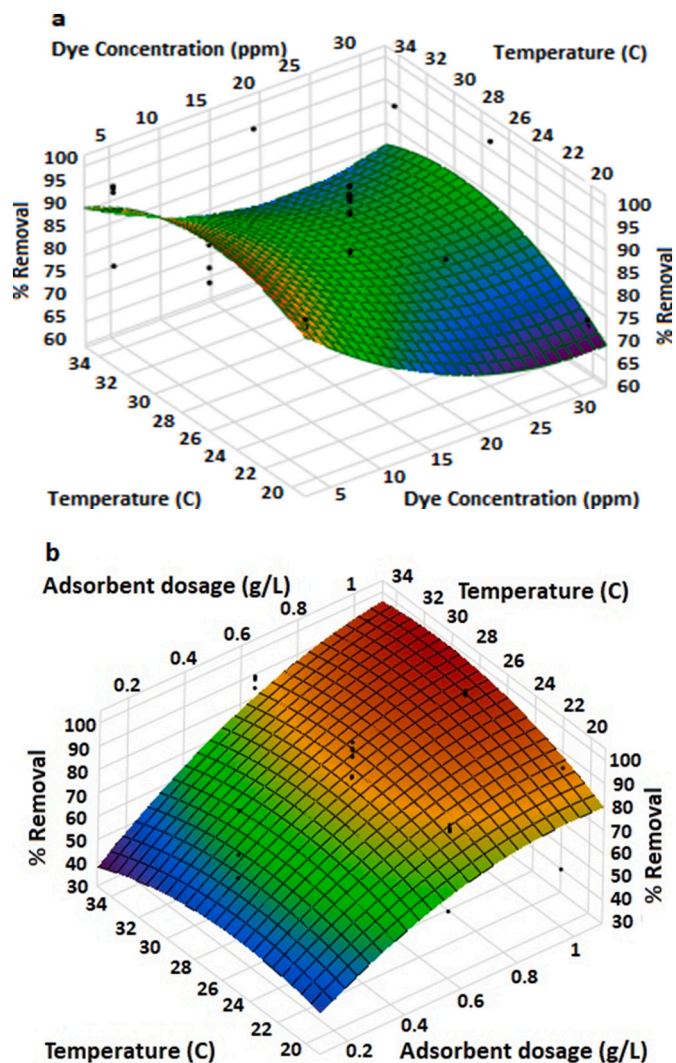 a
Dye Concentration (ppm)
Temperature (C)
5 10 15 20 25 30
34 32 30 28 26 24 22 20
100
95
90
85
80
75
70
65
60
% Removal
100
95
90
85
80
75
70
65
60
% Removal
34 32 30 28 26 24 22 20
5 10 15 20 25 30
Temperature (C)
Dye Concentration (ppm)
b
Adsorbent dosage (g/L)
Temperature (C)
0.2 0.4 0.6 0.8 1
34 32 30 28 26 24 22 20
100
90
80
70
60
50
40
30
% Removal
100
90
80
70
60
50
40
30
% Removal
34 32 30 28 26 24 22 20
0.2 0.4 0.6 0.8 1
Temperature (C)
Adsorbent dosage (g/L)